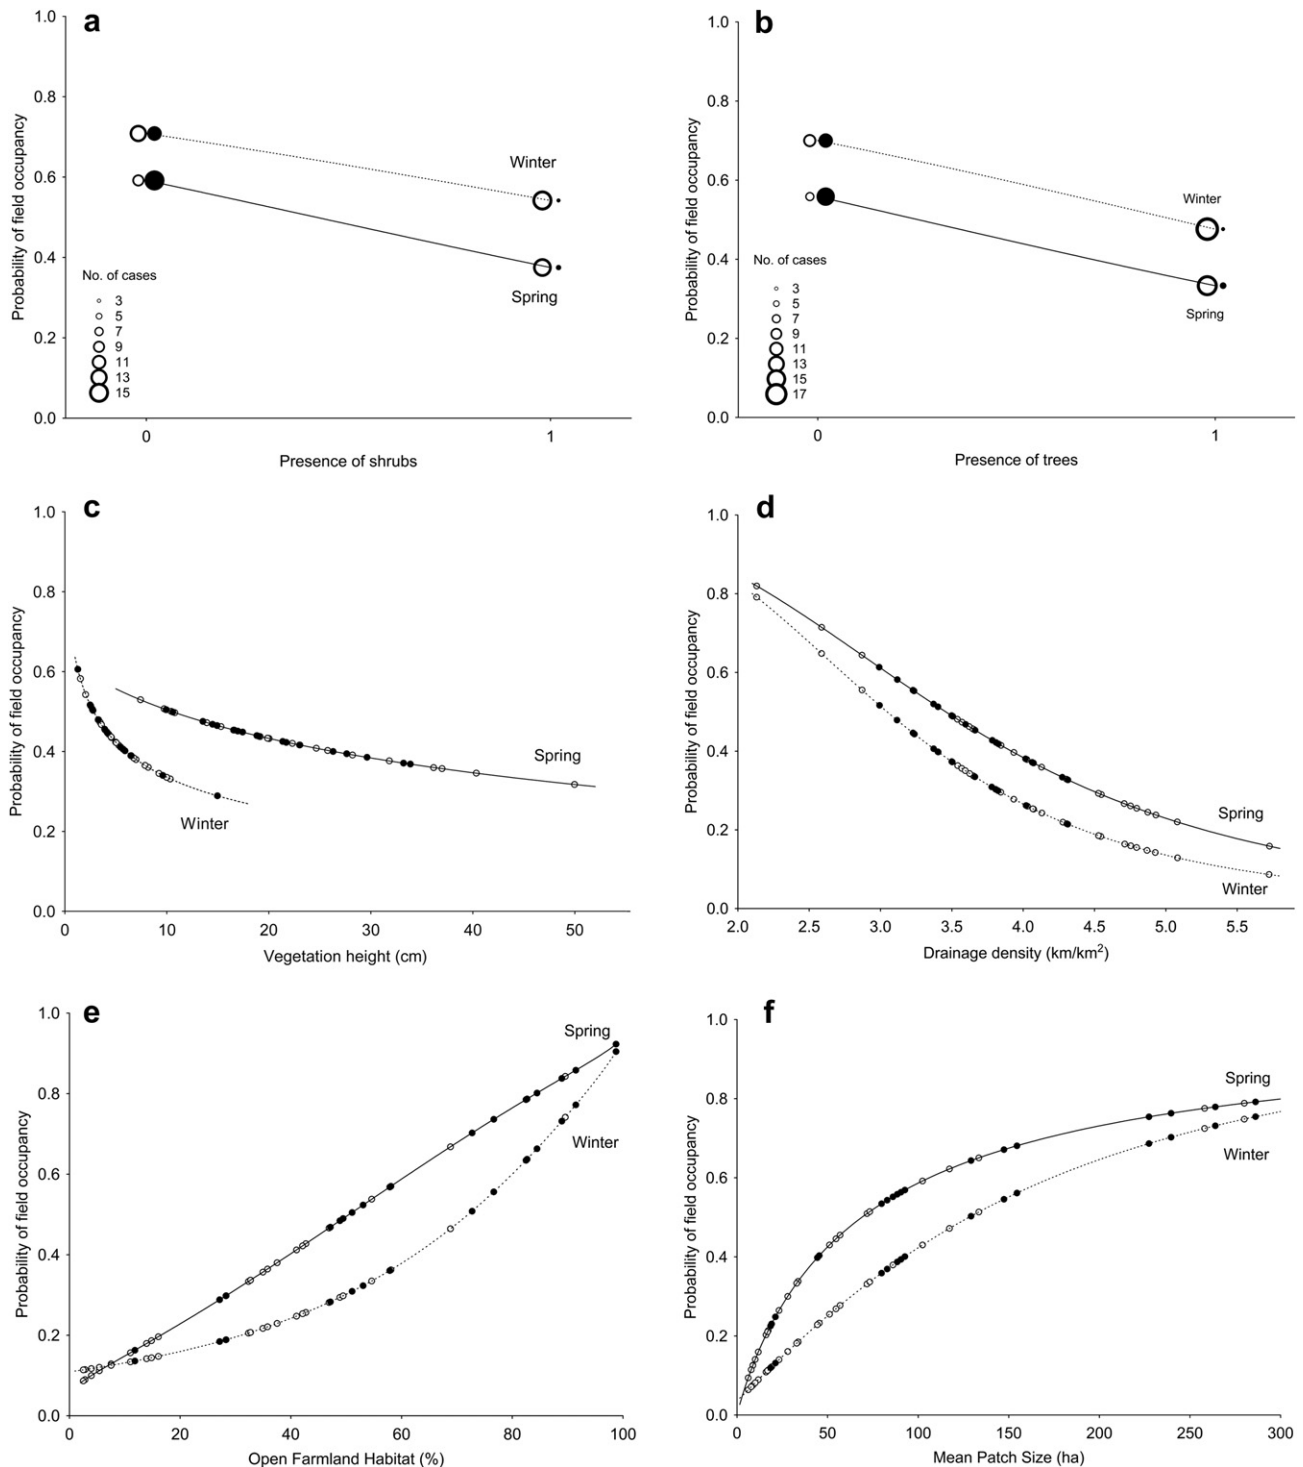 a
1.0
0.8
0.6
0.4
0.2
0.0
Probability of field occupancy
Winter
Spring
No. of cases
3
5
7
9
11
13
15
0 1
Presence of shrubs
b
1.0
0.8
0.6
0.4
0.2
0.0
Probability of field occupancy
Winter
Spring
No. of cases
3
5
7
9
11
13
15
17
0 1
Presence of trees
c
1.0
0.8
0.6
0.4
0.2
0.0
Probability of field occupancy
Spring
Winter
0 10 20 30 40 50
Vegetation height (cm)
d
1.0
0.8
0.6
0.4
0.2
0.0
Probability of field occupancy
Spring
Winter
2.0 2.5 3.0 3.5 4.0 4.5 5.0 5.5
Drainage density (km/km²)
e
1.0
0.8
0.6
0.4
0.2
0.0
Probability of field occupancy
Spring
Winter
0 20 40 60 80 100
Open Farmland Habitat (%)
f
1.0
0.8
0.6
0.4
0.2
0.0
Probability of field occupancy
Spring
Winter
0 50 100 150 200 250 300
Mean Patch Size (ha)